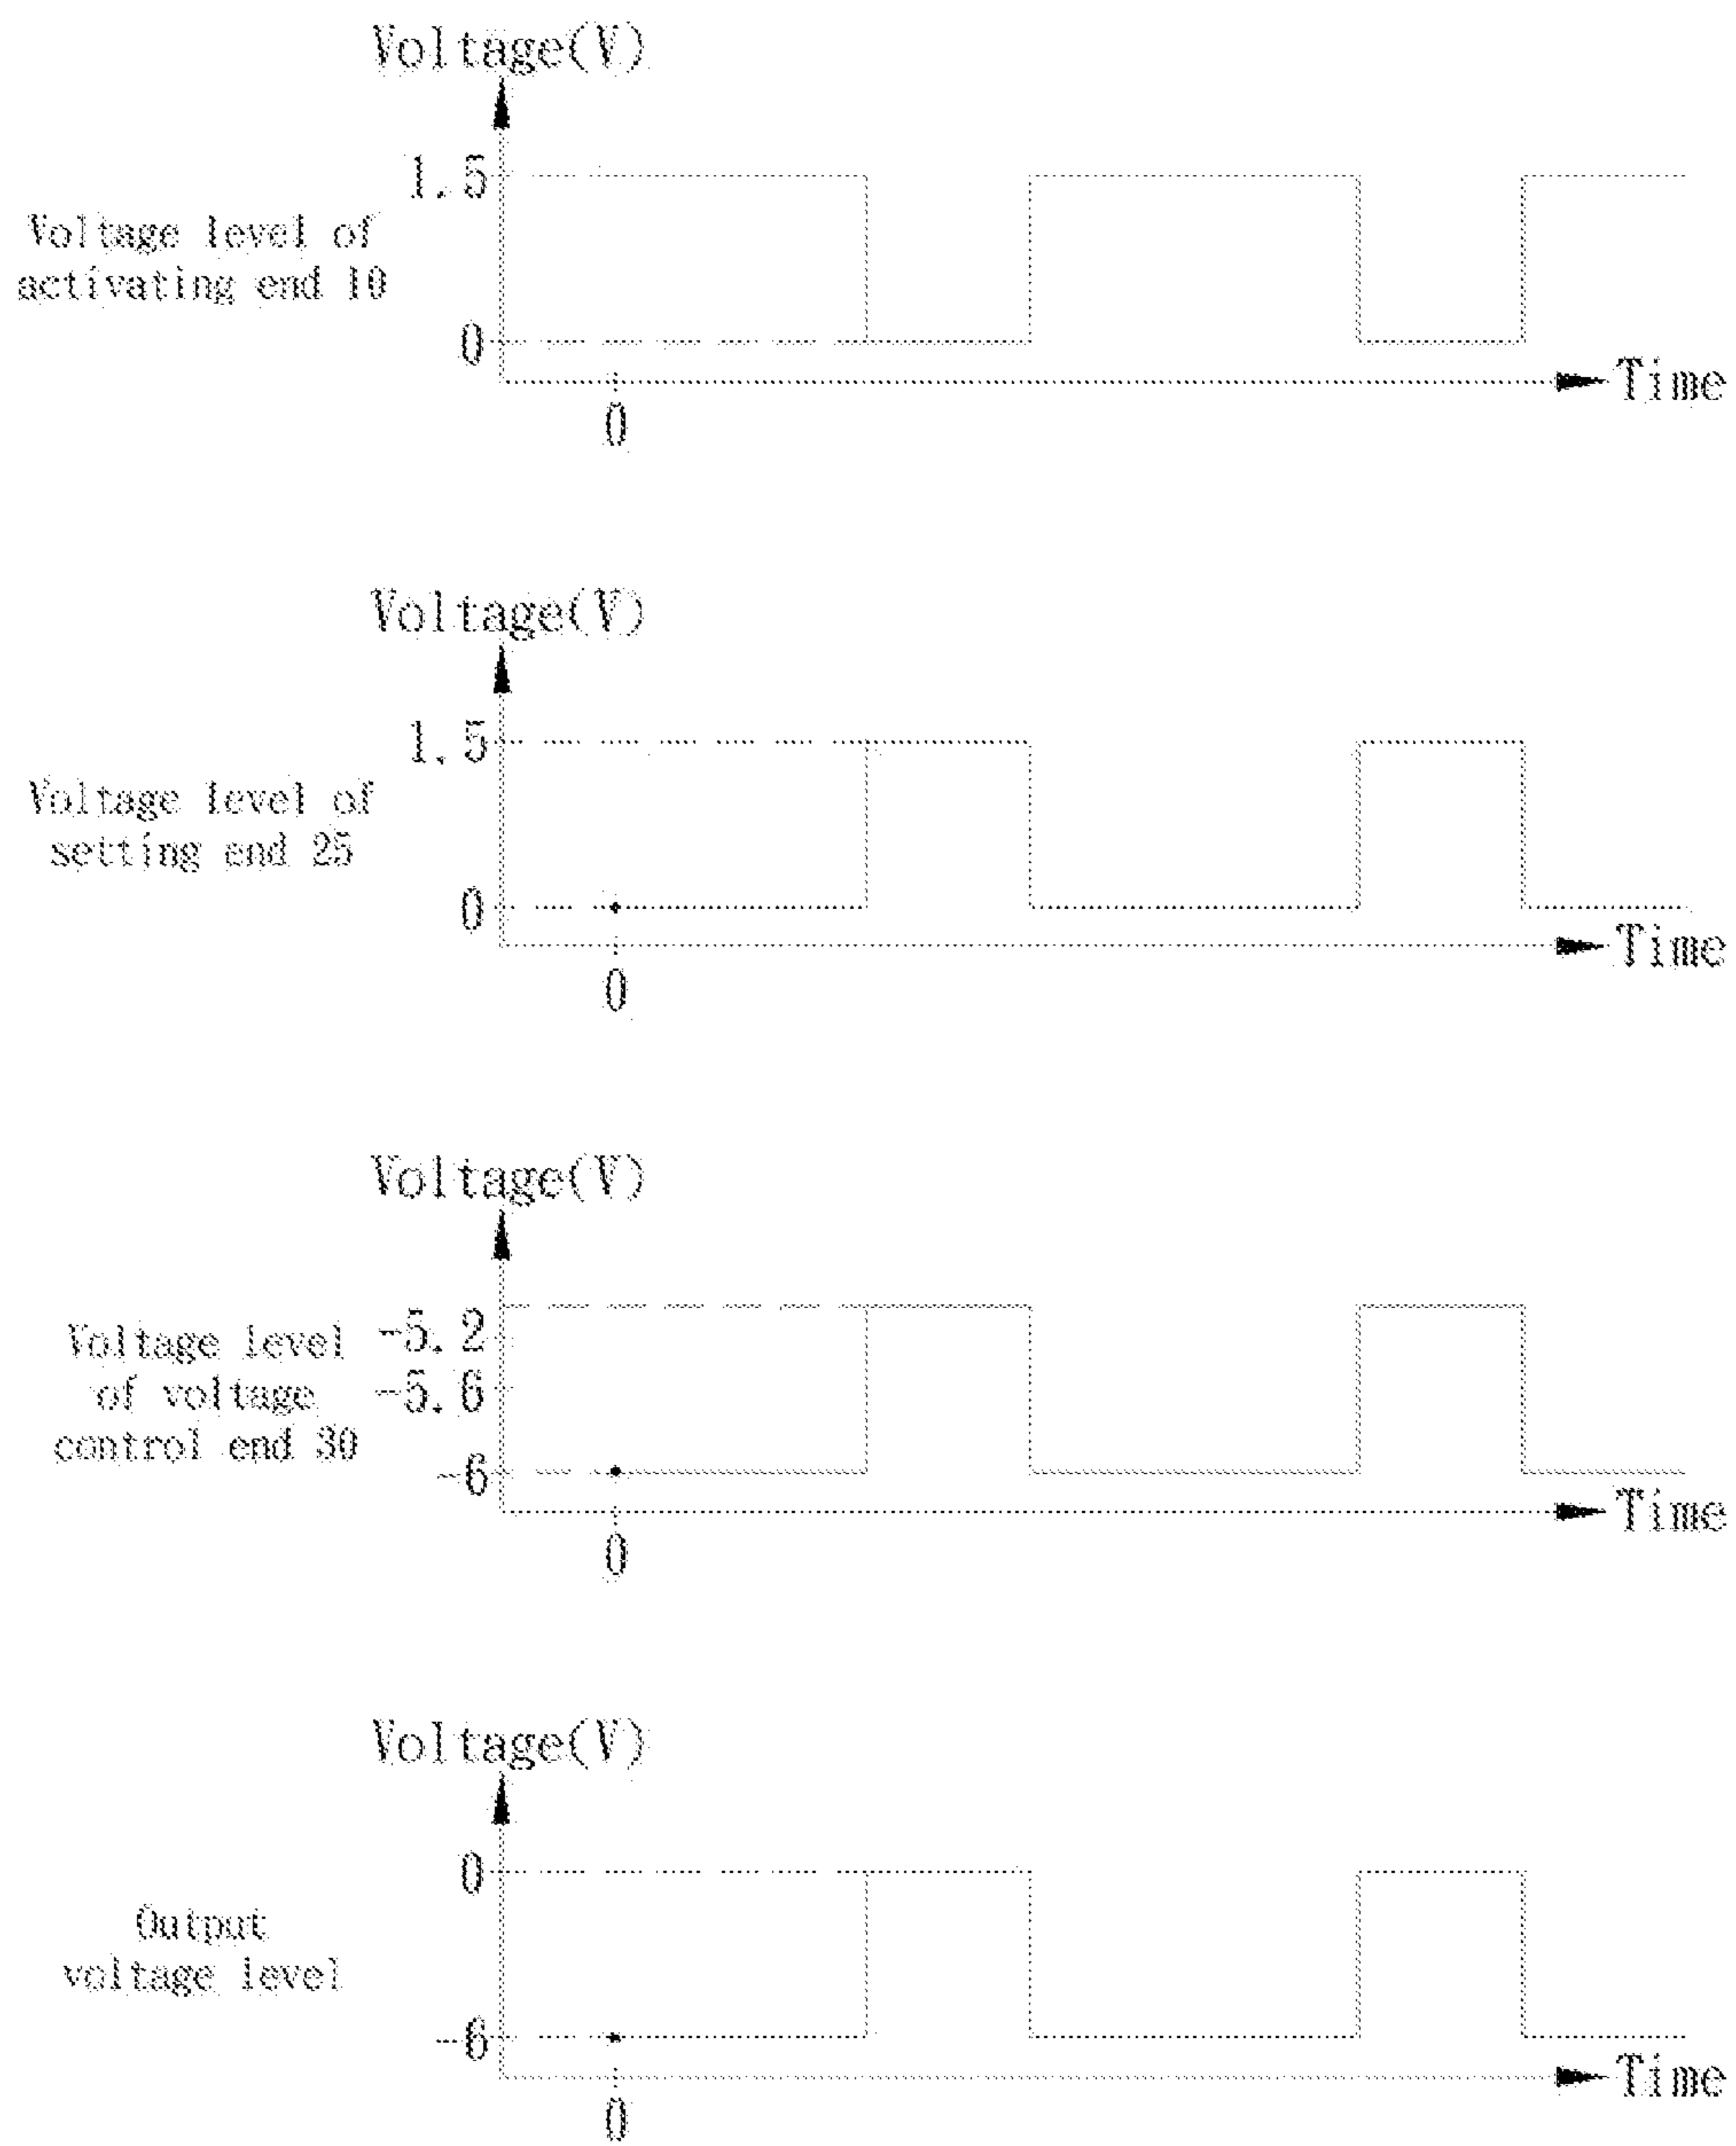 Voltage(V)
1.5
Voltage level of
activating end 10
0
Time
0
Voltage(V)
1.5
Voltage level of
setting end 25
0
Time
0
Voltage(V)
-5.2
Voltage level
of voltage
-5.6
control end 30
-6
Time
0
Voltage(V)
0
Output
voltage level
-6
Time
0